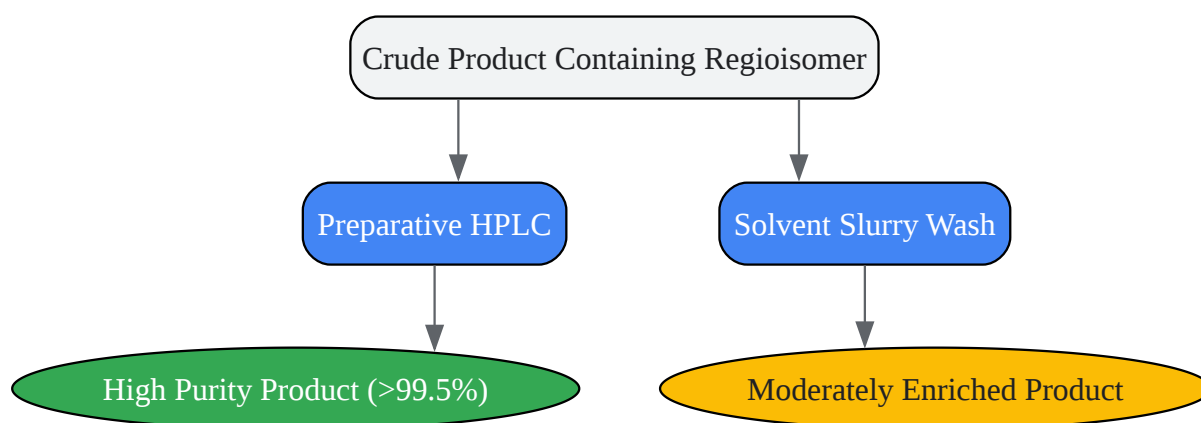 Crude Product Containing Regioisomer
Preparative HPLC
Solvent Slurry Wash
High Purity Product (>99.5%)
Moderately Enriched Product